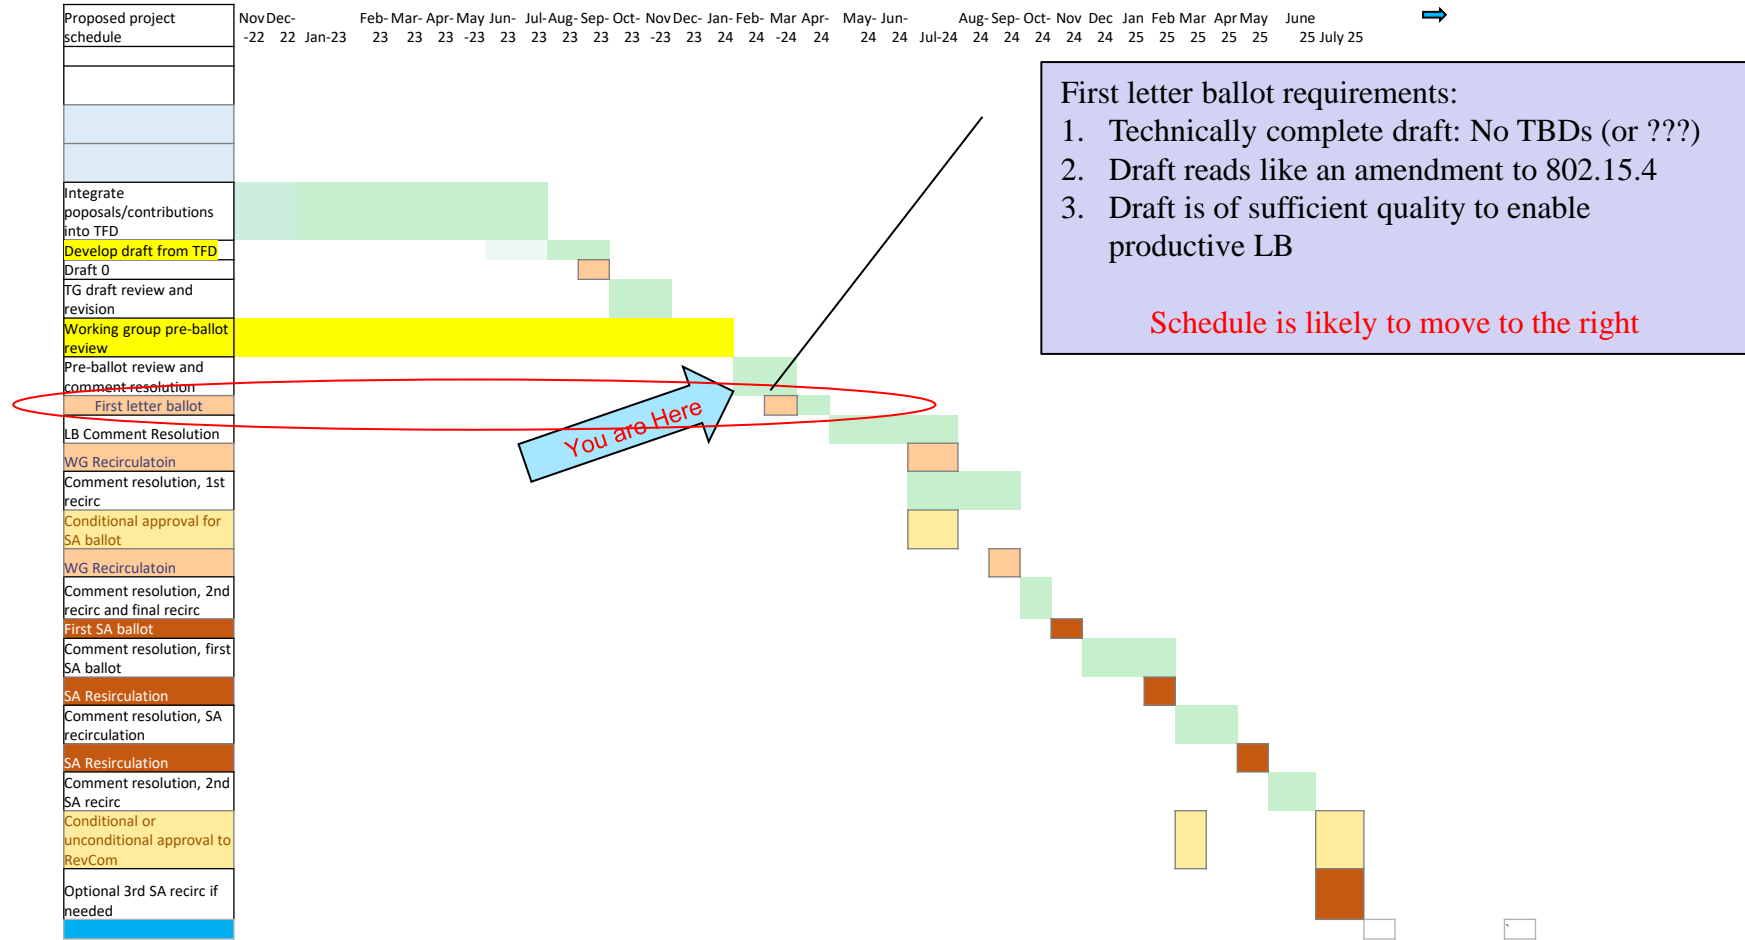 Proposed project
schedule
Nov Dec- Feb- Mar- Apr- May Jun- Jul- Aug- Sep- Oct- Nov Dec- Jan- Feb- Mar Apr- May- Jun- Aug- Sep- Oct- Nov Dec Jan Feb Mar Apr May June
-22 22 Jan-23 23 23 23 -23 23 23 23 23 23 -23 23 24 24 -24 24 24 24 Jul-24 24 24 24 24 24 25 25 25 25 25 25 July 25
First letter ballot requirements:
1. Technically complete draft: No TBDs (or ???)
2. Draft reads like an amendment to 802.15.4
3. Draft is of sufficient quality to enable
productive LB
Schedule is likely to move to the right
Integrate
poposals/contributions
into TFD
Develop draft from TFD
Draft 0
TG draft review and
revision
Working group pre-ballot
review
Pre-ballot review and
comment resolution
First letter ballot
You are Here
LB Comment Resolution
WG Recirculatoin
Comment resolution, 1st
recirc
Conditional approval for
SA ballot
WG Recirculatoin
Comment resolution, 2nd
recirc and final recirc
First SA ballot
Comment resolution, first
SA ballot
SA Resirculation
Comment resolution, SA
recirculation
SA Resirculation
Comment resolution, 2nd
SA recirc
Conditional or
unconditional approval to
RevCom
Optional 3rd SA recirc if
needed
`